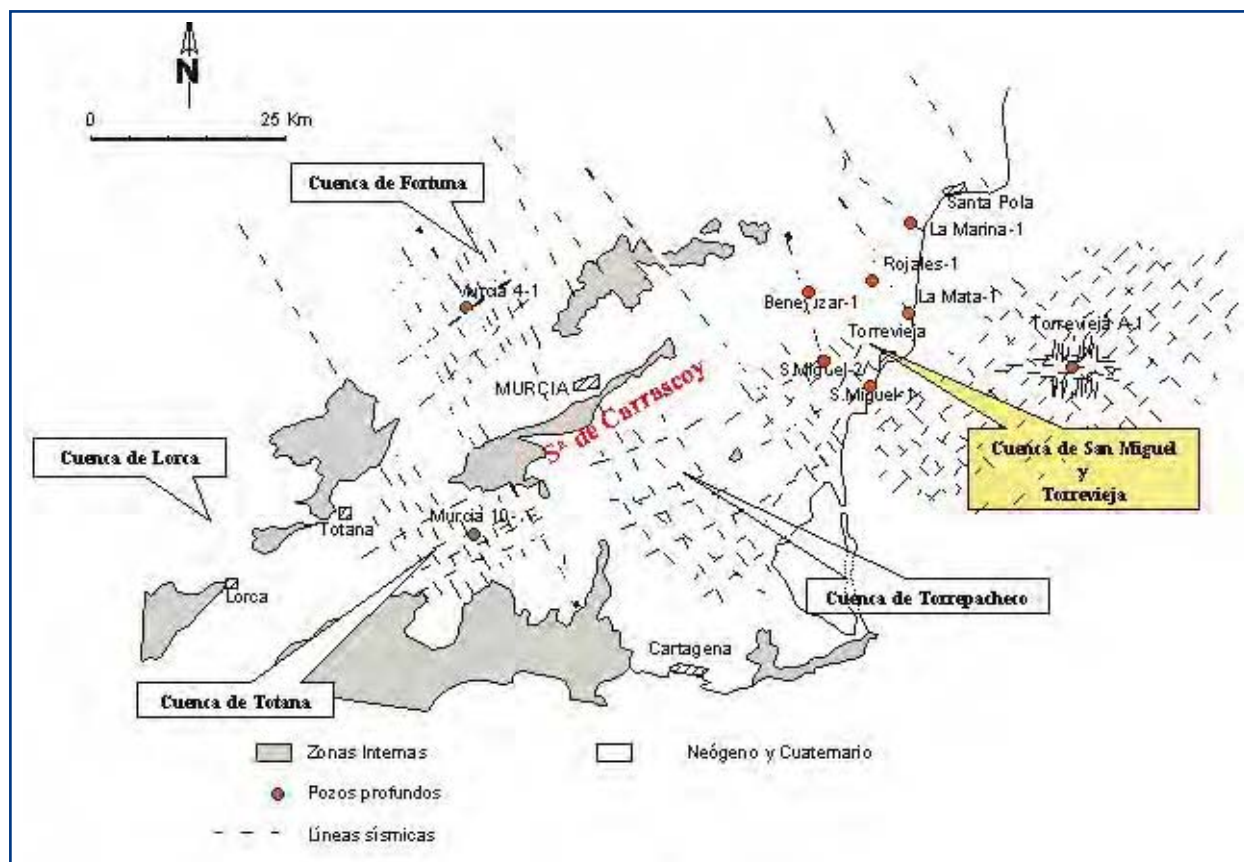 N
0 25 Km
Cuenca de Fortuna
Santa Pola
La Marina-1
Rojales-1
Murcia 4-1
Benejuzar-1
La Mata-1
Torrevieja
Torrevieja A-1
MURCIA
S.Miguel-2
S.Miguel-1
Sª de Carrascoy
Cuenca de San Miguel
y
Torrevieja
Cuenca de Lorca
Totana
Murcia 10-
Lorca
Cuenca de Torrepacheco
Cartagena
Cuenca de Totana
Zonas Internas
Neógeno y Cuaternario
Pozos profundos
Líneas sísmicas